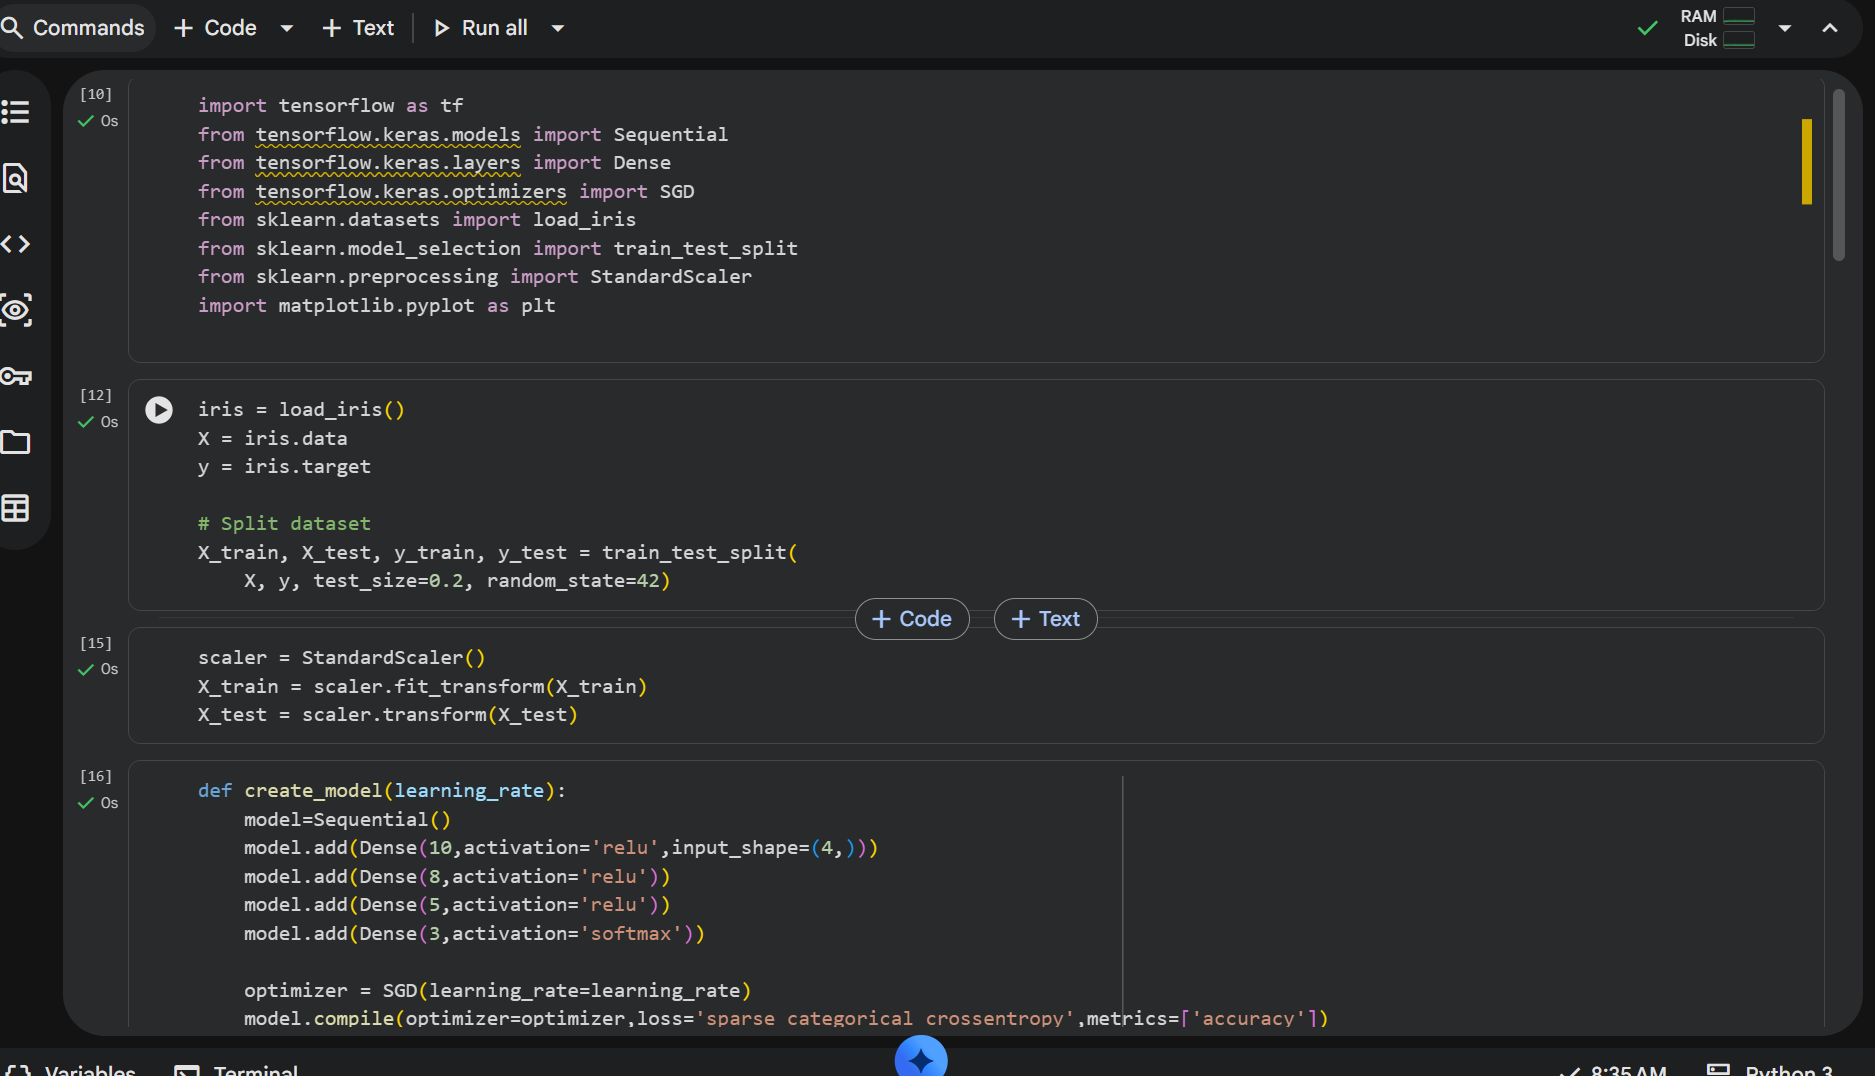 Commands + Code + Text Run all
RAM
Disk
[10]
0s
import tensorflow as tf
from tensorflow.keras.models import Sequential
from tensorflow.keras.layers import Dense
from tensorflow.keras.optimizers import SGD
from sklearn.datasets import load_iris
from sklearn.model_selection import train_test_split
from sklearn.preprocessing import StandardScaler
import matplotlib.pyplot as plt
[12]
0s
iris = load_iris()
X = iris.data
y = iris.target
# Split dataset
X_train, X_test, y_train, y_test = train_test_split(
    X, y, test_size=0.2, random_state=42)
+ Code + Text
[15]
0s
scaler = StandardScaler()
X_train = scaler.fit_transform(X_train)
X_test = scaler.transform(X_test)
[16]
0s
def create_model(learning_rate):
    model=Sequential()
    model.add(Dense(10,activation='relu',input_shape=(4,)))
    model.add(Dense(8,activation='relu'))
    model.add(Dense(5,activation='relu'))
    model.add(Dense(3,activation='softmax'))
    optimizer = SGD(learning_rate=learning_rate)
    model.compile(optimizer=optimizer,loss='sparse_categorical_crossentropy',metrics=['accuracy'])
Variables Terminal 8:35 AM Python 3